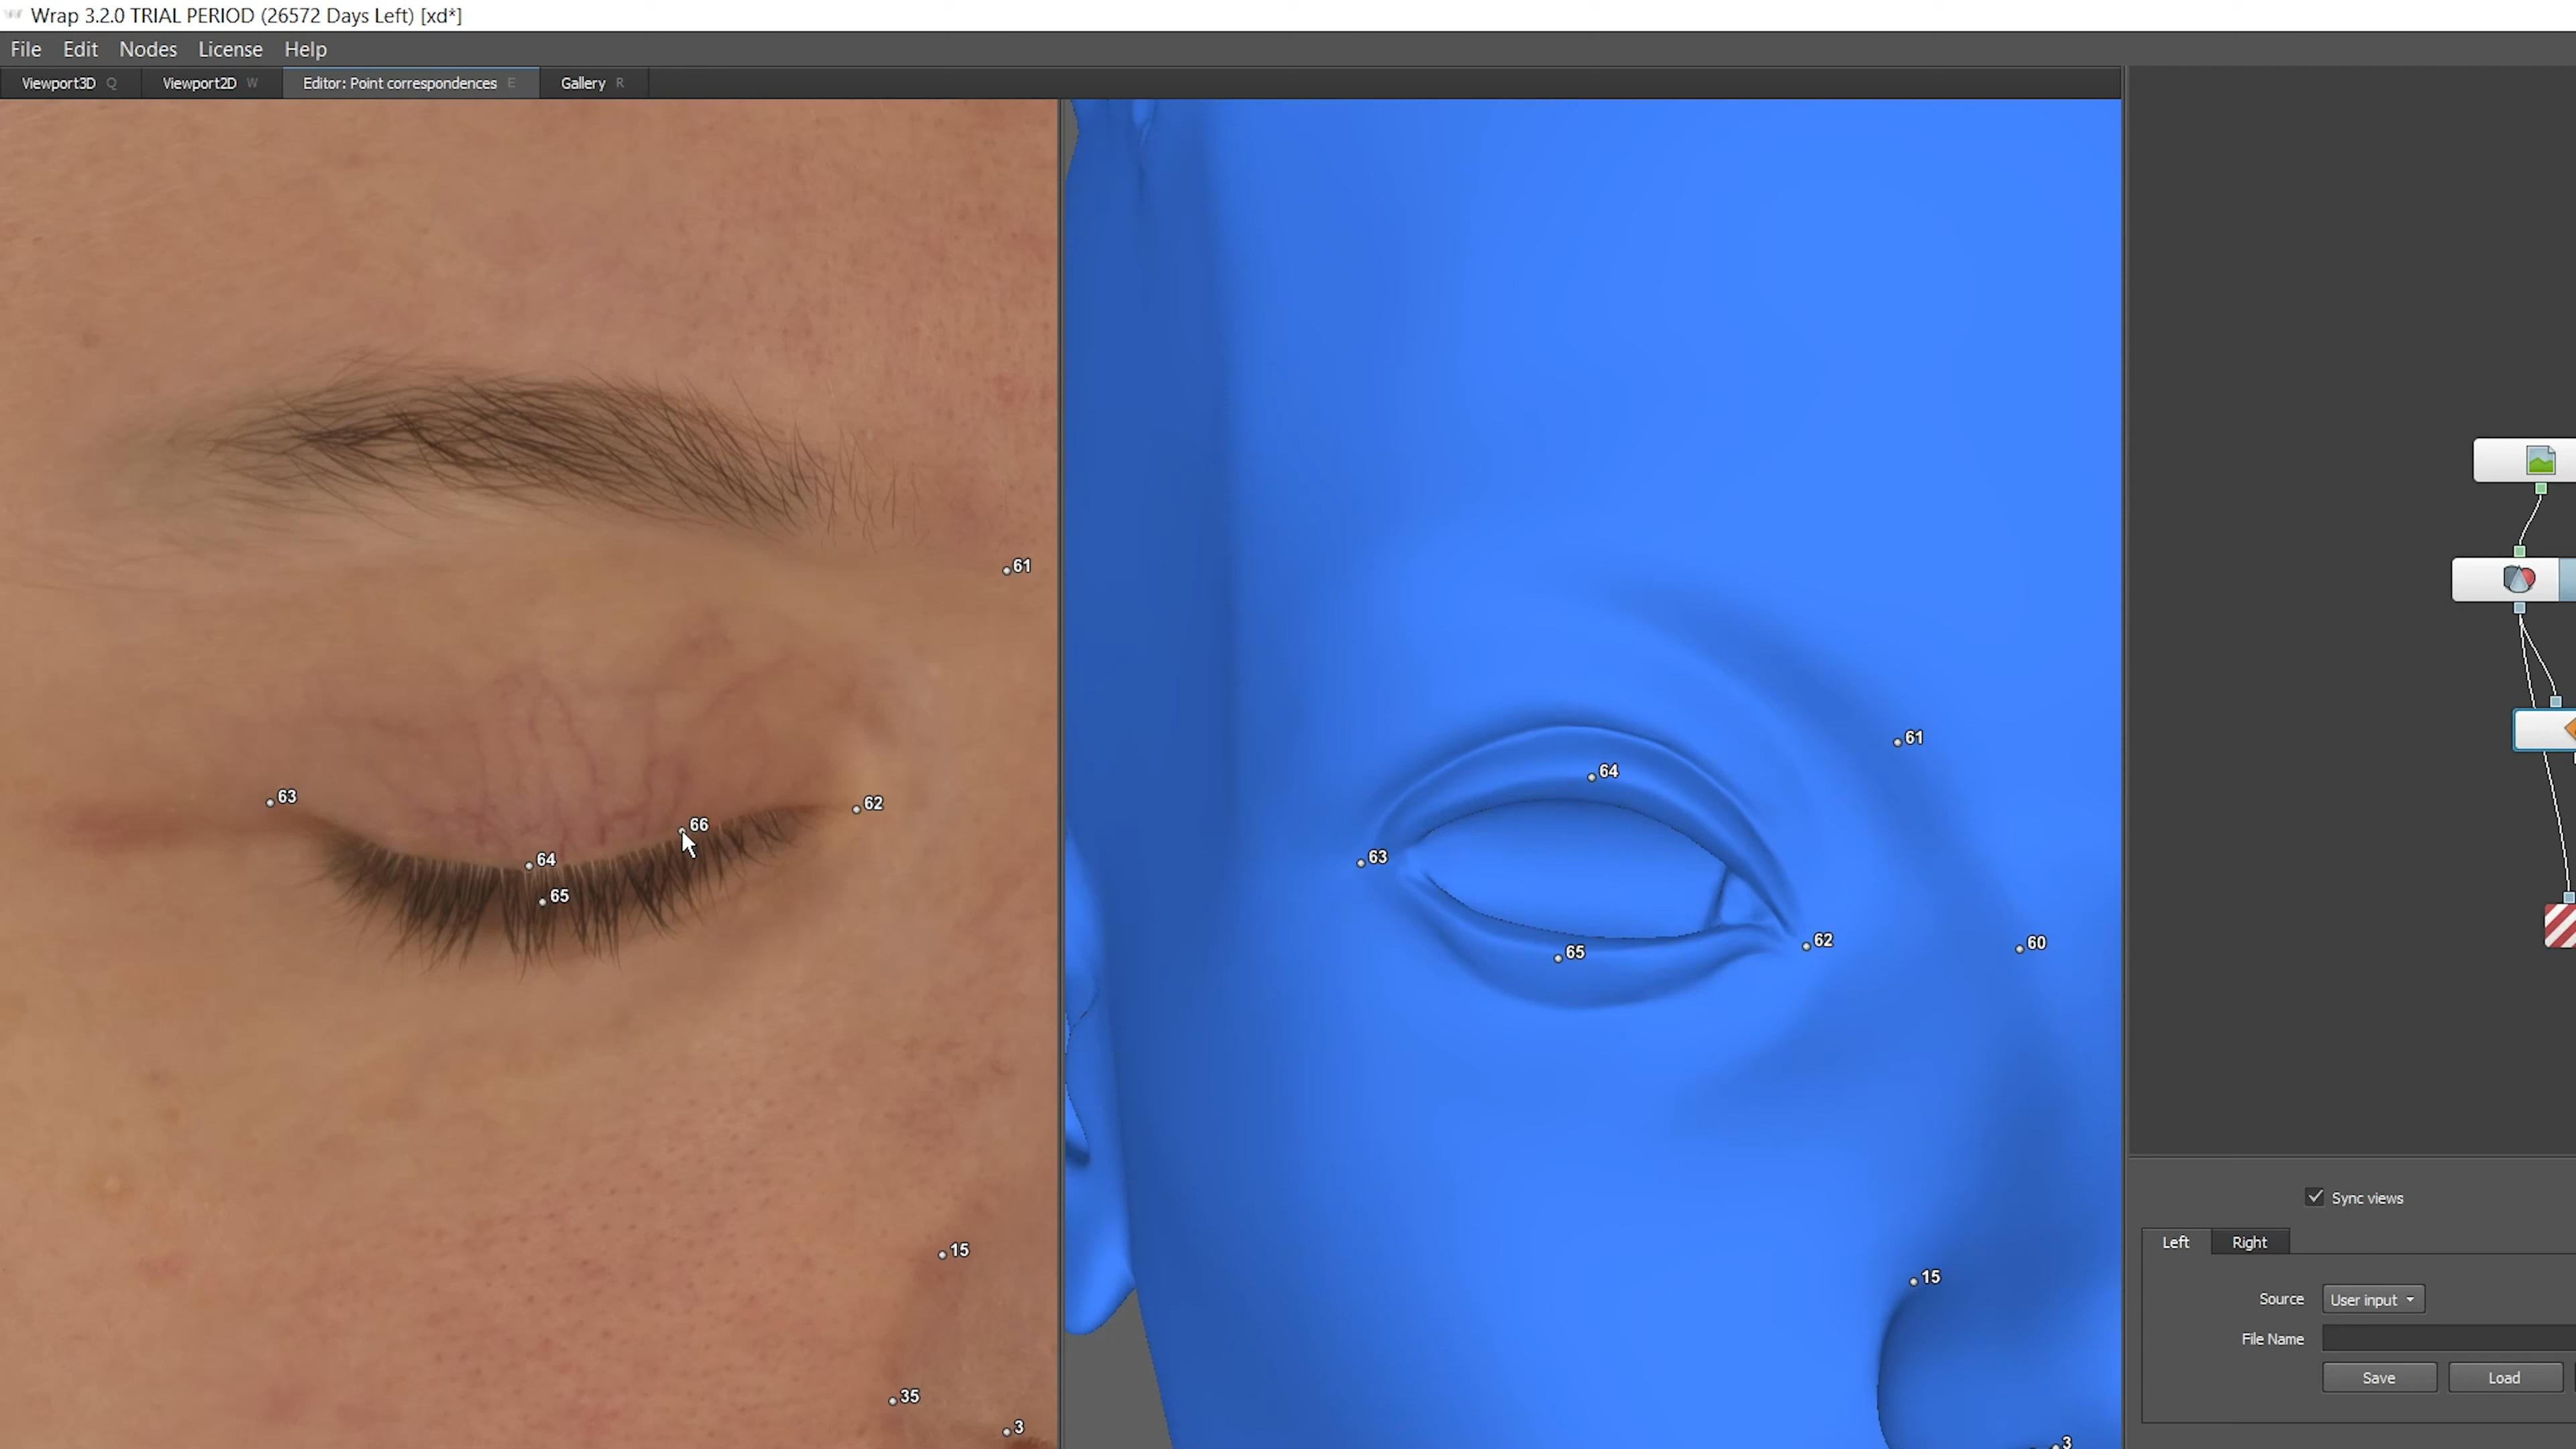 Wrap 3.2.0 TRIAL PERIOD (26572 Days Left) [xd*]
File Edit Nodes License Help
Viewport3D Q Viewport2D W Editor: Point correspondences E Gallery R
61
61
64
63
66
62
64
65
63
62
60
65
15
15
35
3
3
Sync views
Left Right
Source User input
File Name
Save Load